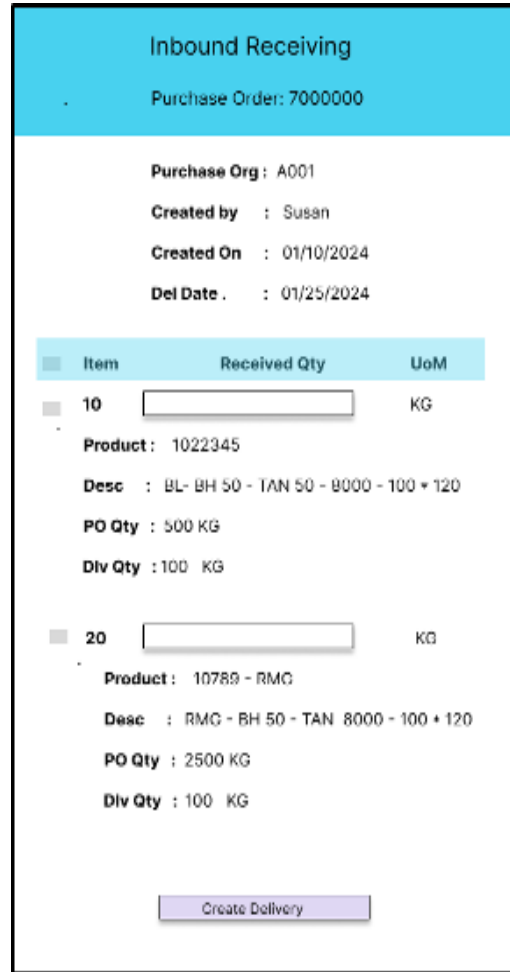 Inbound Receiving
Purchase Order: 7000000
Purchase Org : A001
Created by : Susan
Created On : 01/10/2024
Del Date . : 01/25/2024
Item Received Qty UoM
10 KG
Product : 1022345
Desc : BL- BH 50 - TAN 50 - 8000 - 100 * 120
PO Qty : 500 KG
Dlv Qty : 100 KG
20 KG
Product : 10789 - RMG
Desc : RMG - BH 50 - TAN 8000 - 100 * 120
PO Qty : 2500 KG
Dlv Qty : 100 KG
Create Delivery